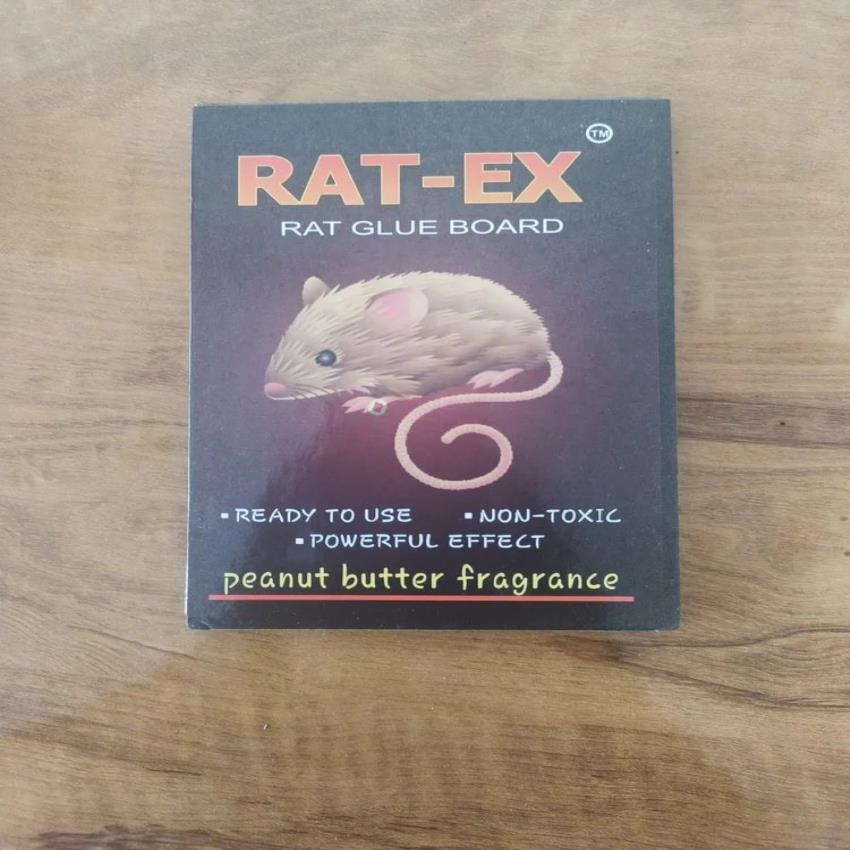 TM
RAT-EX
RAT GLUE BOARD
▪ READY TO USE ▪ NON-TOXIC
▪ POWERFUL EFFECT
peanut butter fragrance